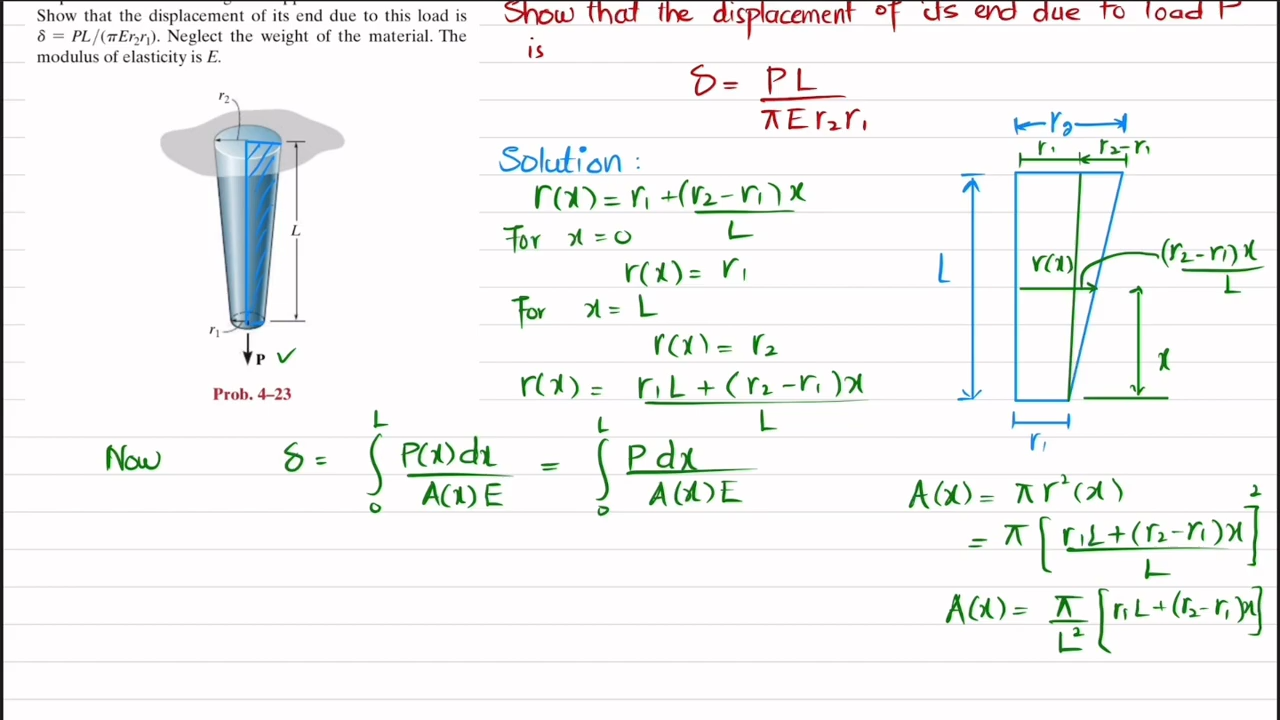 Show that the displacement of its end due to this load is
δ = PL/(πEr₂r₁). Neglect the weight of the material. The
modulus of elasticity is E.
r₂
L
r₁
P ✓
Prob. 4–23
Show that the displacement of its end due to load P
is
δ = PL / πEr₂r₁
Solution :
r(x) = r₁ + (r₂ − r₁)x / L
For x = 0
r(x) = r₁
For x = L
r(x) = r₂
r(x) = r₁L + (r₂ − r₁)x / L
r₂
r₁ r₂−r₁
L
r(x)
(r₂ − r₁)x / L
x
r₁
Now δ = ∫₀ᴸ P(x)dx / A(x)E = ∫₀ᴸ P dx / A(x)E
A(x) = πr²(x)
= π [r₁L + (r₂ − r₁)x / L]²
A(x) = π / L² [r₁L + (r₂ − r₁)x]